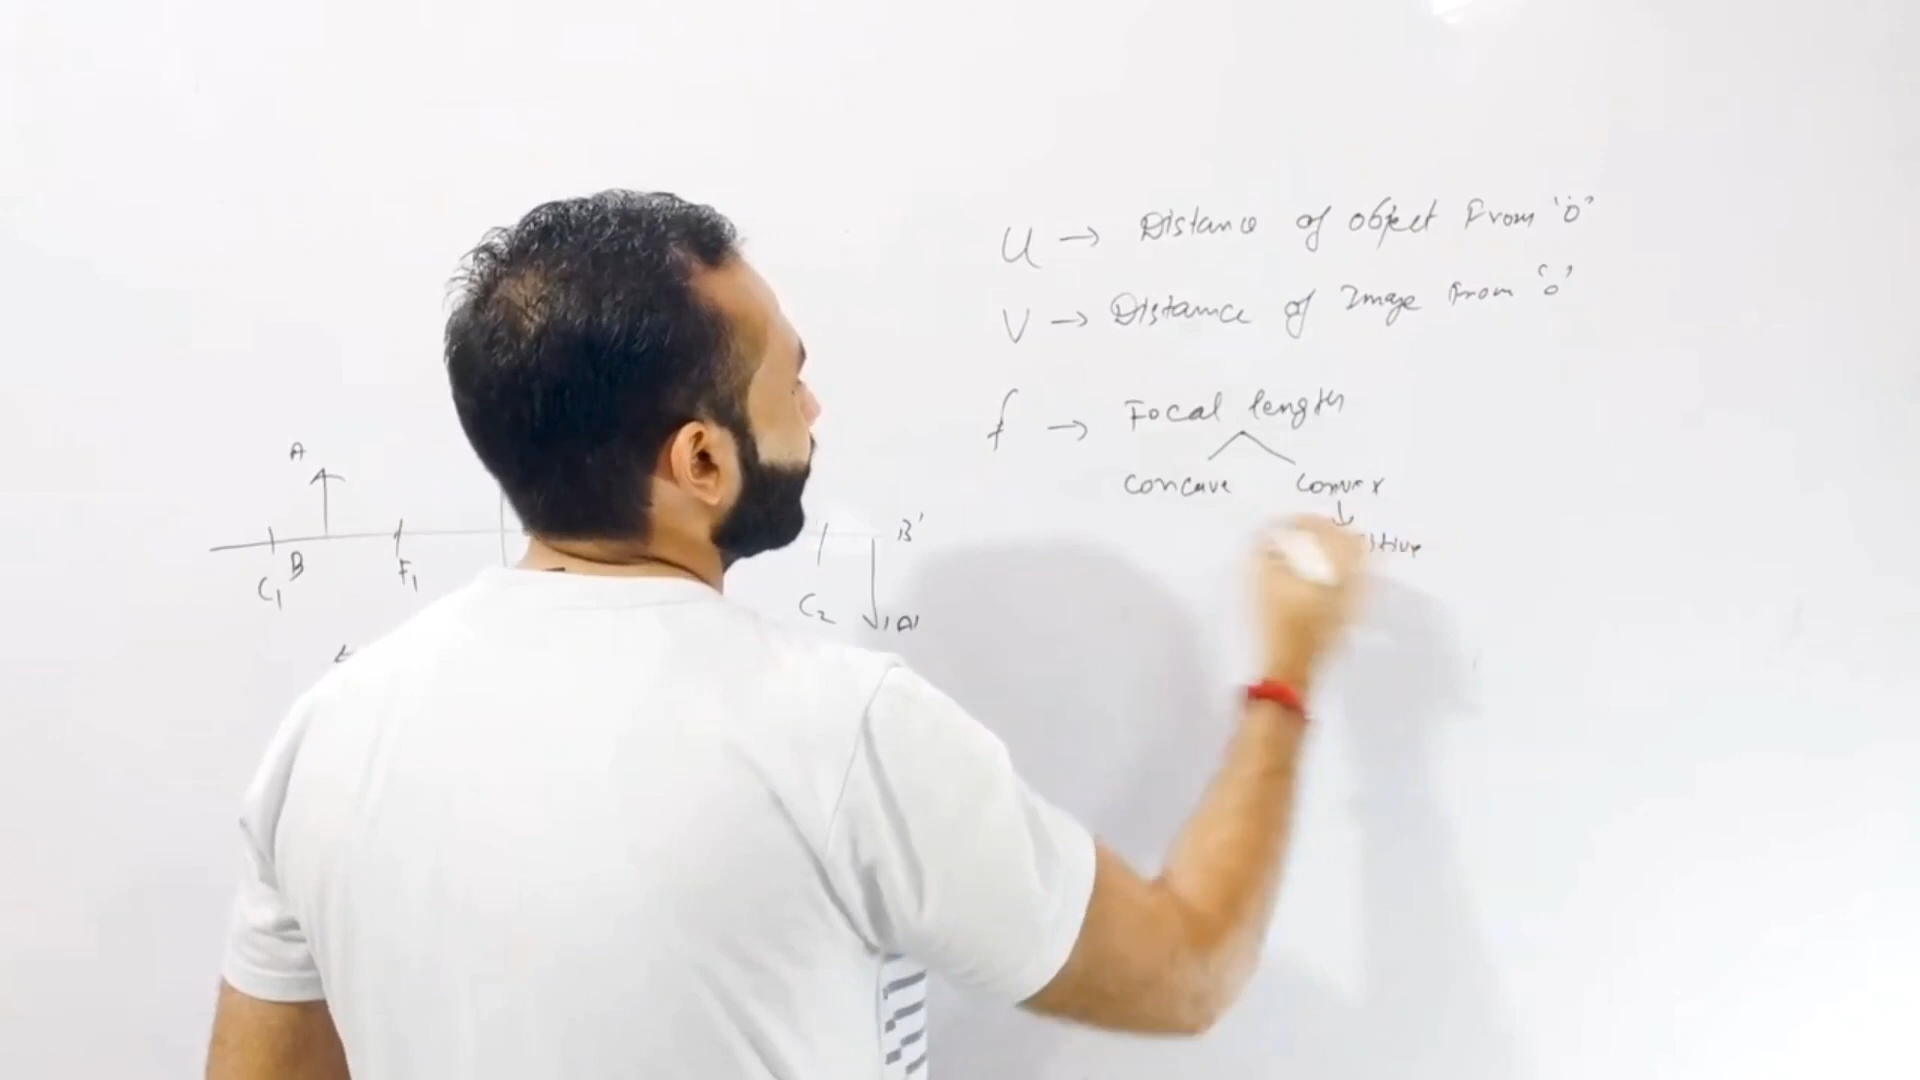 U → Distance of object From 'o'
V → Distance of Image From 'o'
f → Focal length
Concave Convex
↓
A
B'
C1 B F1
C2 A'